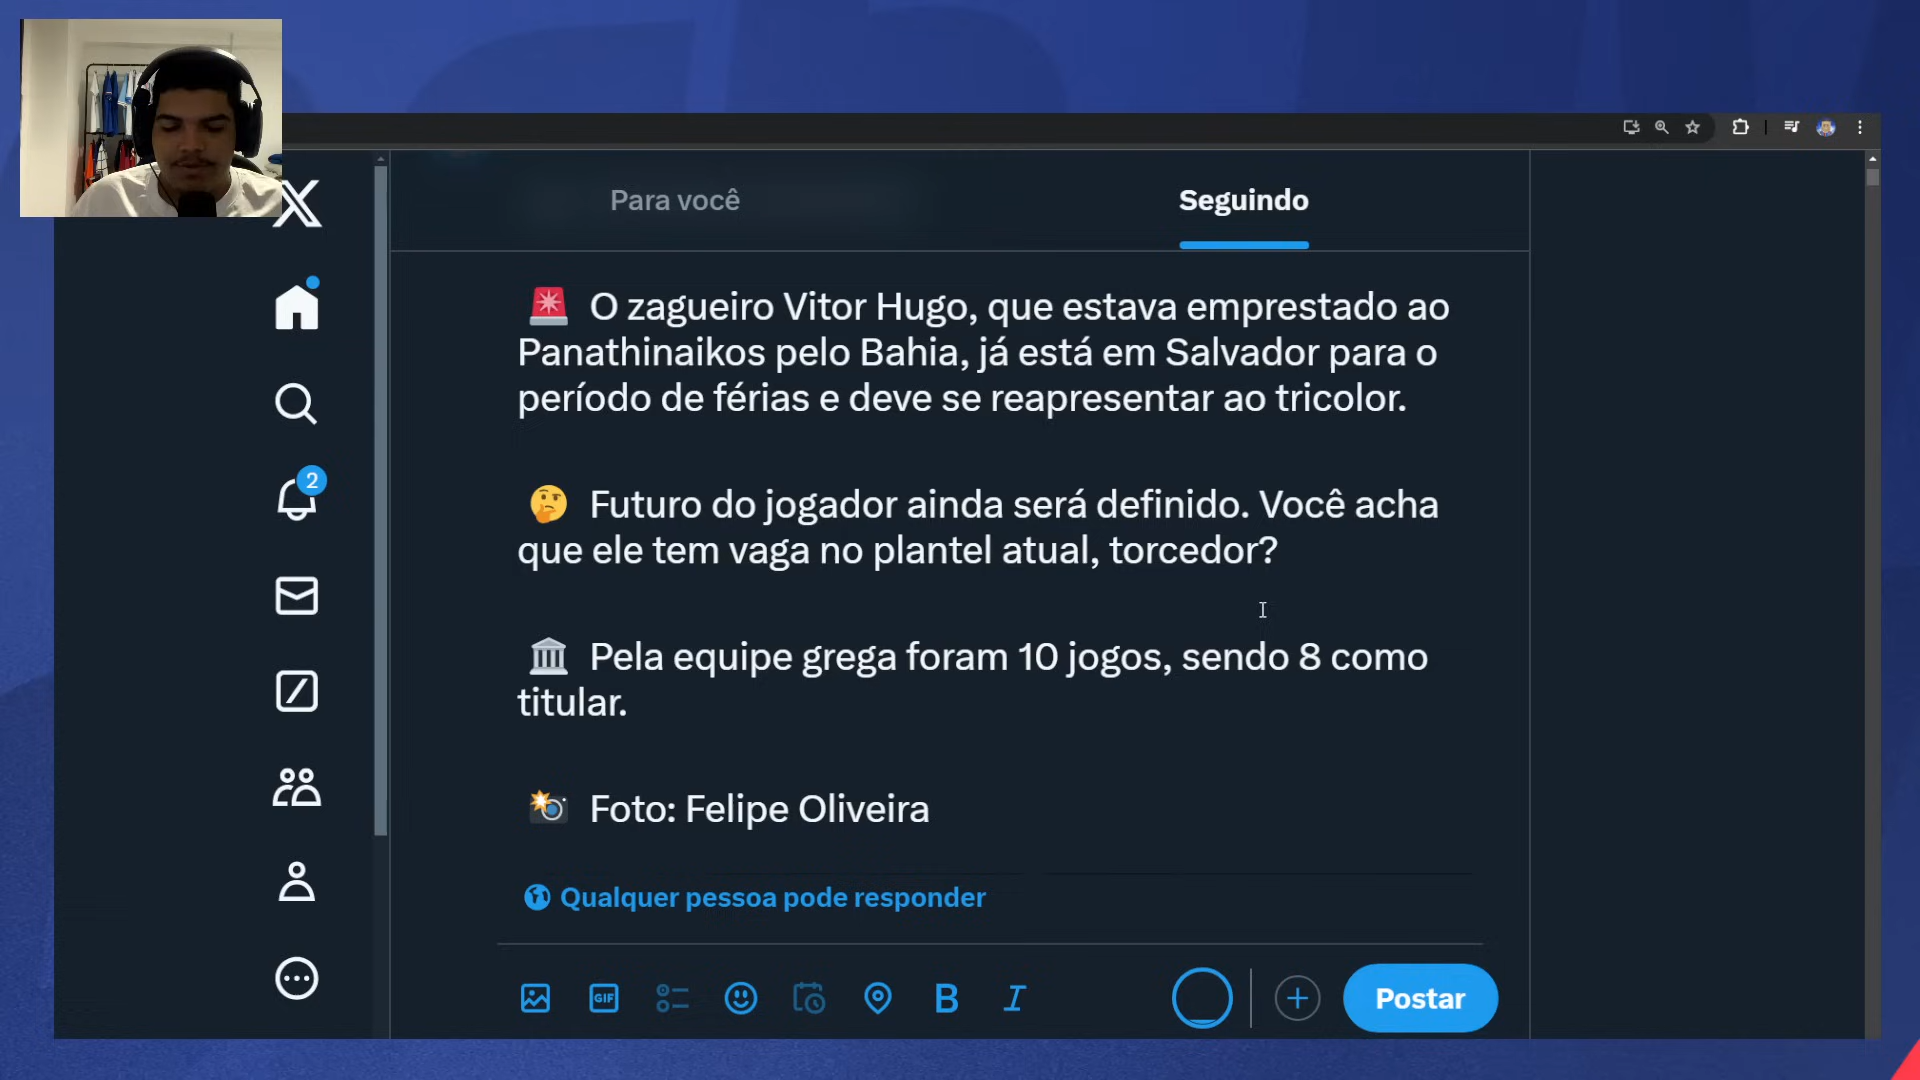 Para você
Seguindo
🚨 O zagueiro Vitor Hugo, que estava emprestado ao
Panathinaikos pelo Bahia, já está em Salvador para o
período de férias e deve se reapresentar ao tricolor.
🤔 Futuro do jogador ainda será definido. Você acha
que ele tem vaga no plantel atual, torcedor?
2
🏛️ Pela equipe grega foram 10 jogos, sendo 8 como
titular.
📸 Foto: Felipe Oliveira
Qualquer pessoa pode responder
GIF
B
I
Postar